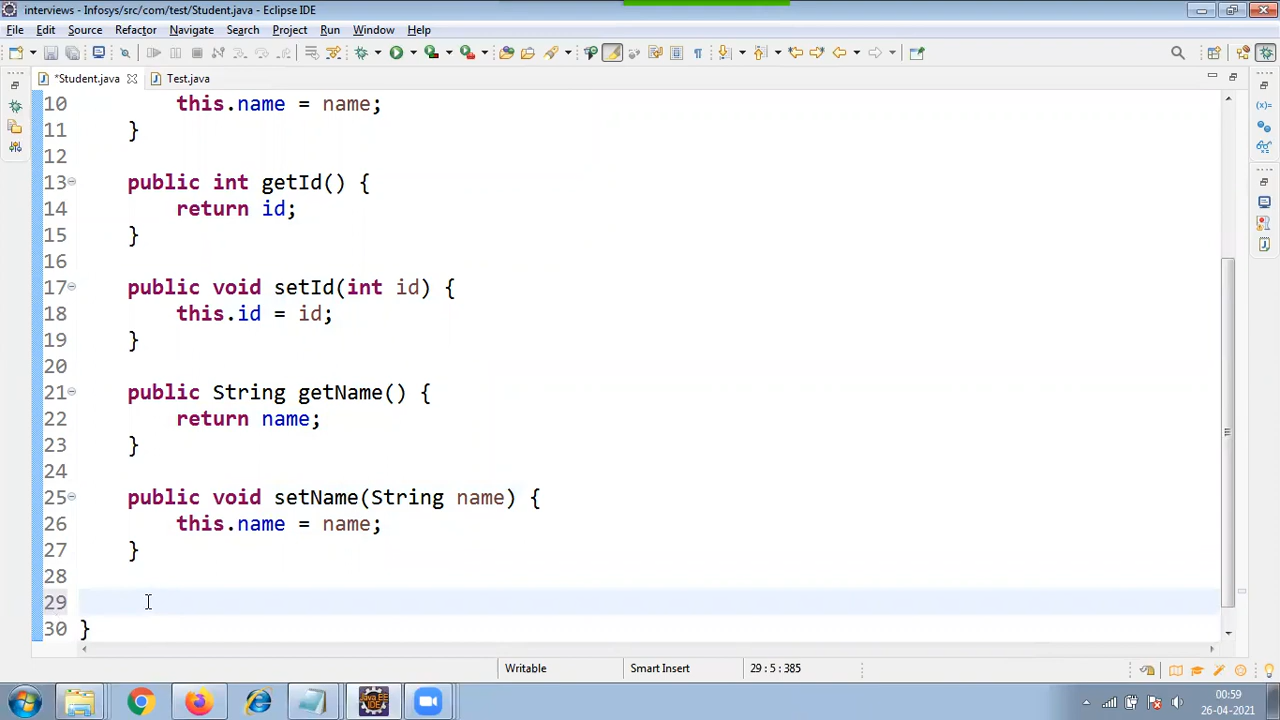 interviews - Infosys/src/com/test/Student.java - Eclipse IDE
File Edit Source Refactor Navigate Search Project Run Window Help
*Student.java Test.java
10 this.name = name;
11 }
12
13 public int getId() {
14 return id;
15 }
16
17 public void setId(int id) {
18 this.id = id;
19 }
20
21 public String getName() {
22 return name;
23 }
24
25 public void setName(String name) {
26 this.name = name;
27 }
28
29
30 }
Writable Smart Insert 29 : 5 : 385
00:59
26-04-2021